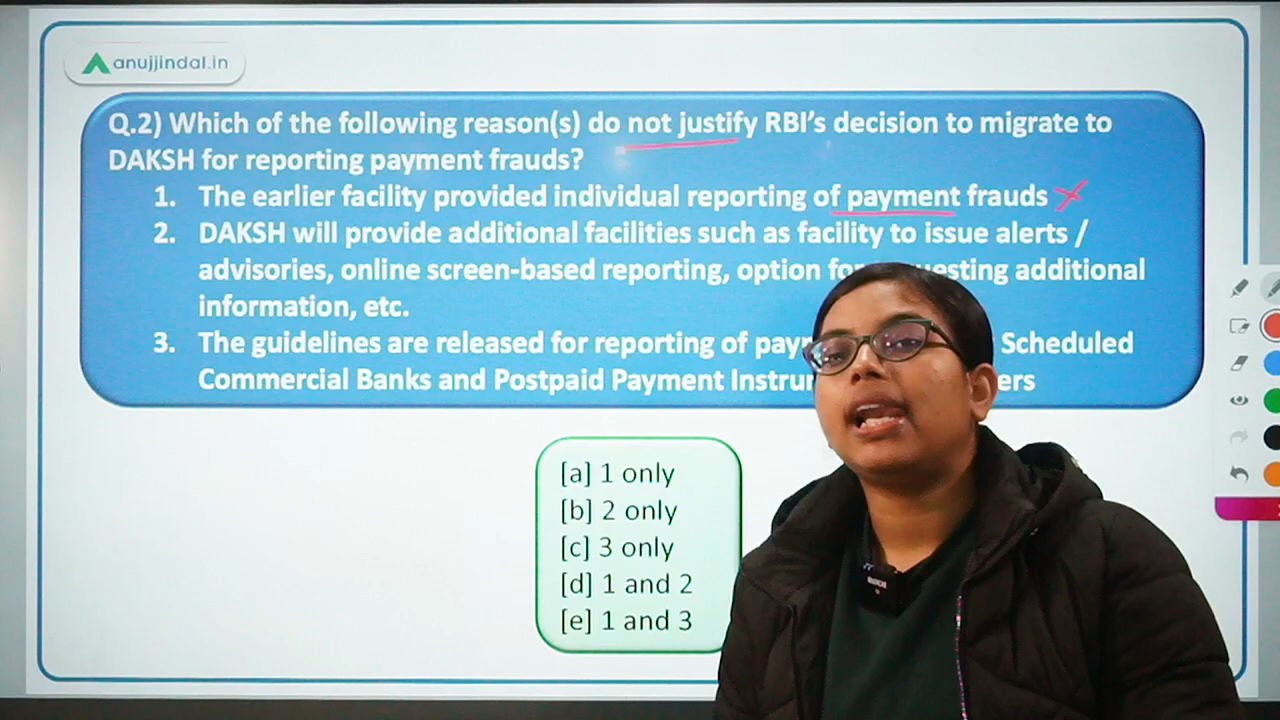 anujjindal.in
Q.2) Which of the following reason(s) do not justify RBI's decision to migrate to
DAKSH for reporting payment frauds?
1. The earlier facility provided individual reporting of payment frauds
2. DAKSH will provide additional facilities such as facility to issue alerts /
advisories, online screen-based reporting, option for additional
information, etc.
3. The guidelines are released for reporting of Scheduled
Commercial Banks and Postpaid Payment
[a] 1 only
[b] 2 only
[c] 3 only
[d] 1 and 2
[e] 1 and 3